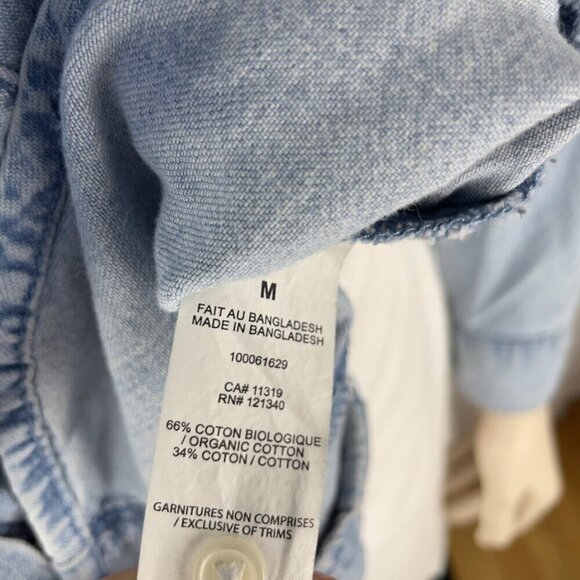 M
FAIT AU BANGLADESH
MADE IN BANGLADESH
100061629
CA# 11319
RN# 121340
66% COTON BIOLOGIQUE
/ ORGANIC COTTON
34% COTON / COTTON
GARNITURES NON COMPRISES
/ EXCLUSIVE OF TRIMS